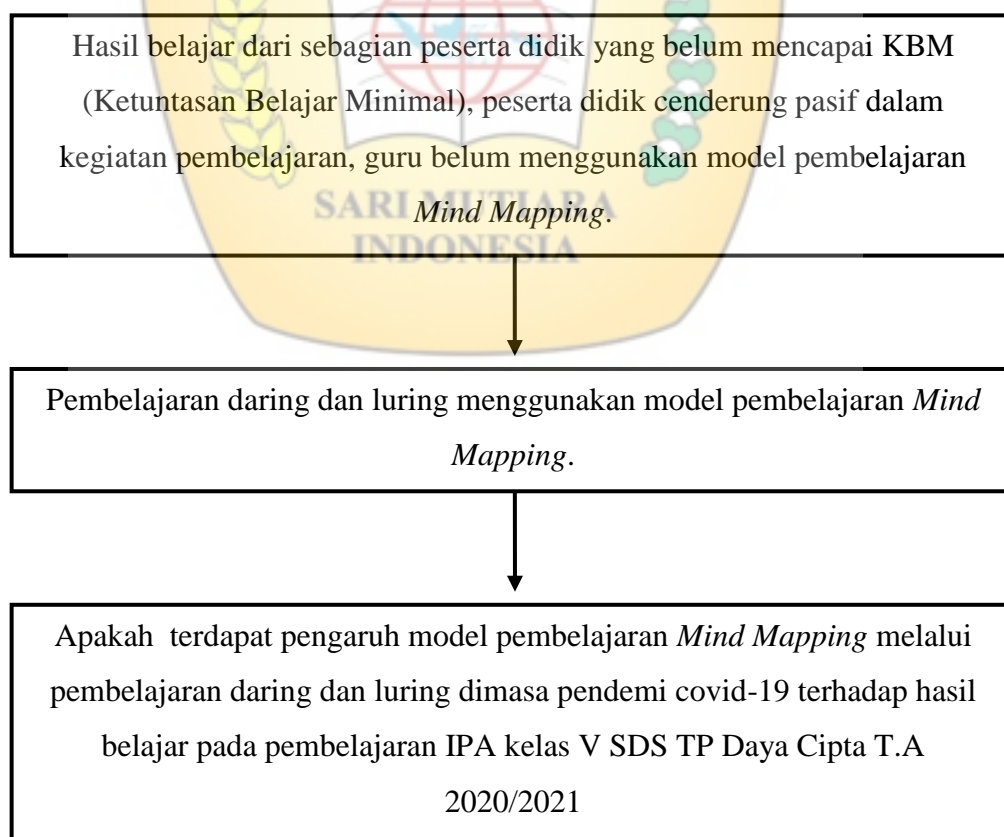 Hasil belajar dari sebagian peserta didik yang belum mencapai KBM
(Ketuntasan Belajar Minimal), peserta didik cenderung pasif dalam
kegiatan pembelajaran, guru belum menggunakan model pembelajaran
Mind Mapping.
SARI MUTIARA
INDONESIA
Pembelajaran daring dan luring menggunakan model pembelajaran Mind
Mapping.
Apakah terdapat pengaruh model pembelajaran Mind Mapping melalui
pembelajaran daring dan luring dimasa pendemi covid-19 terhadap hasil
belajar pada pembelajaran IPA kelas V SDS TP Daya Cipta T.A
2020/2021